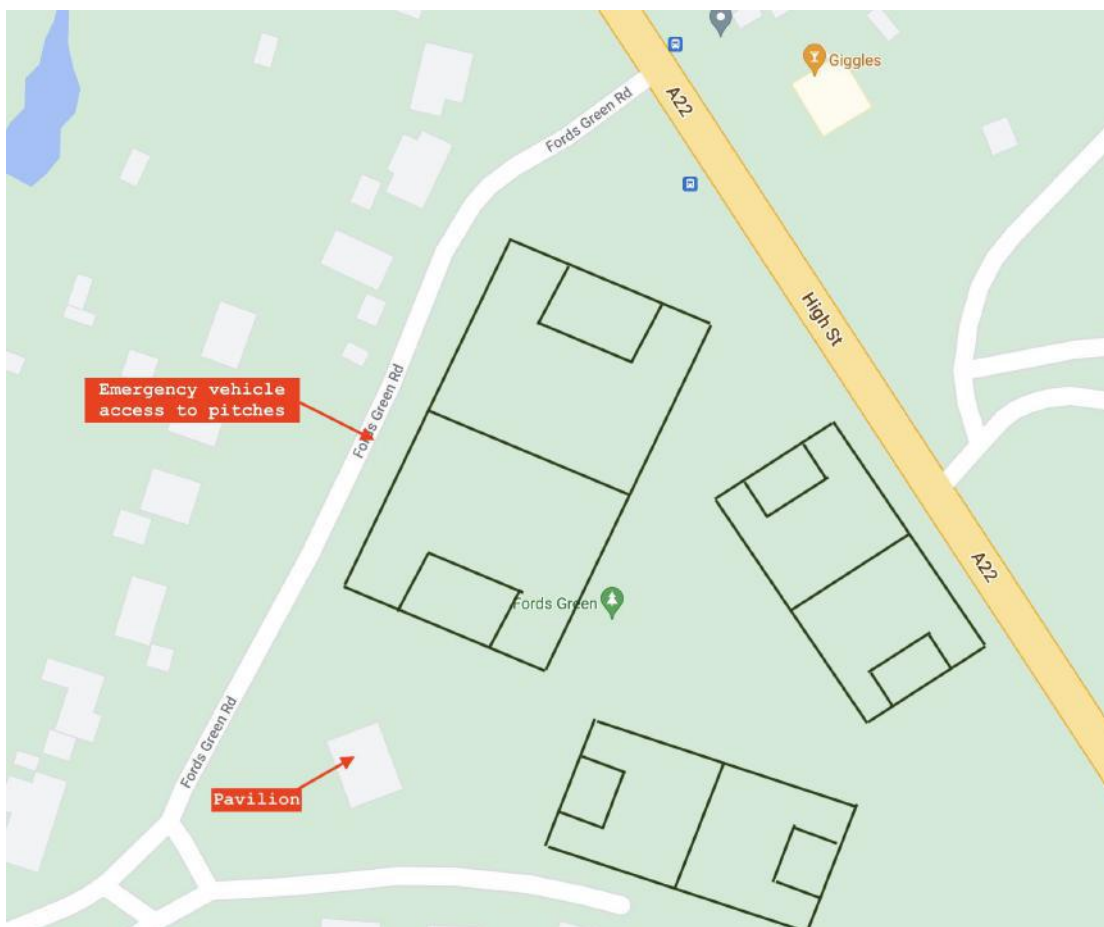 Giggles
A22
Fords Green Rd
High St
Emergency vehicle
access to pitches
Fords Green Rd
A22
Fords Green
Fords Green Rd
Pavilion